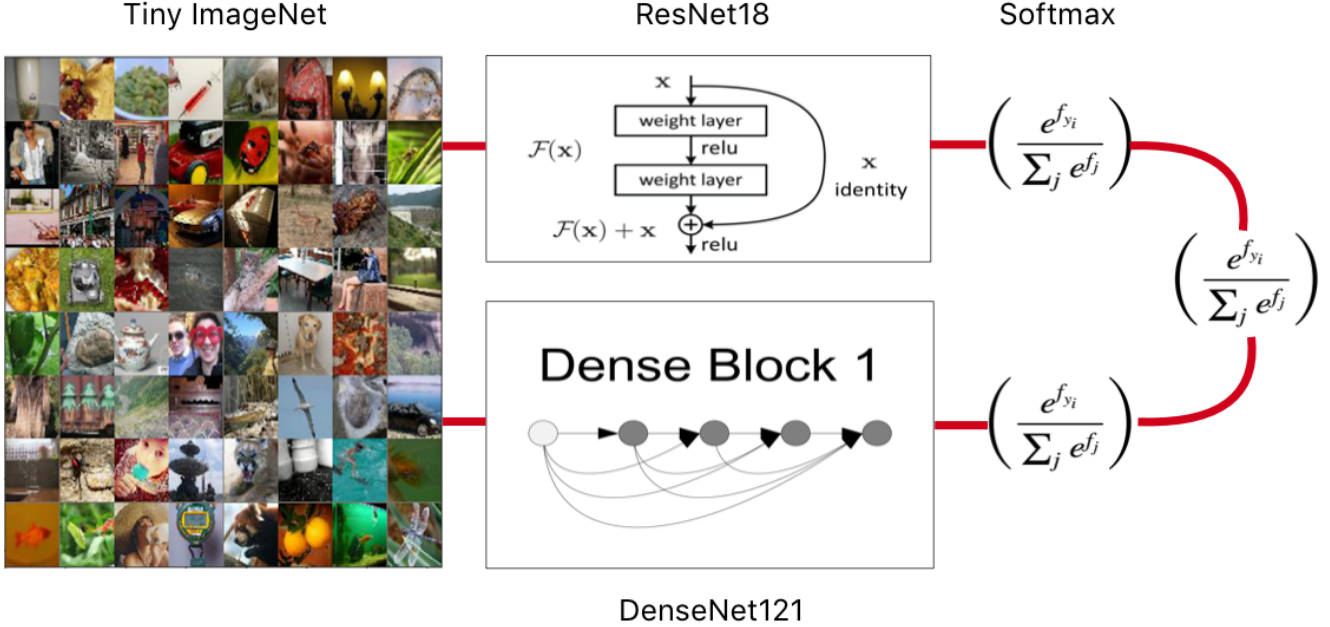 Tiny ImageNet
ResNet18
Softmax
x
weight layer
relu
F(x)
weight layer
x
identity
F(x) + x
+
relu
e^{f_{y_i}}
∑_j e^{f_j}
e^{f_{y_i}}
∑_j e^{f_j}
Dense Block 1
e^{f_{y_i}}
∑_j e^{f_j}
DenseNet121